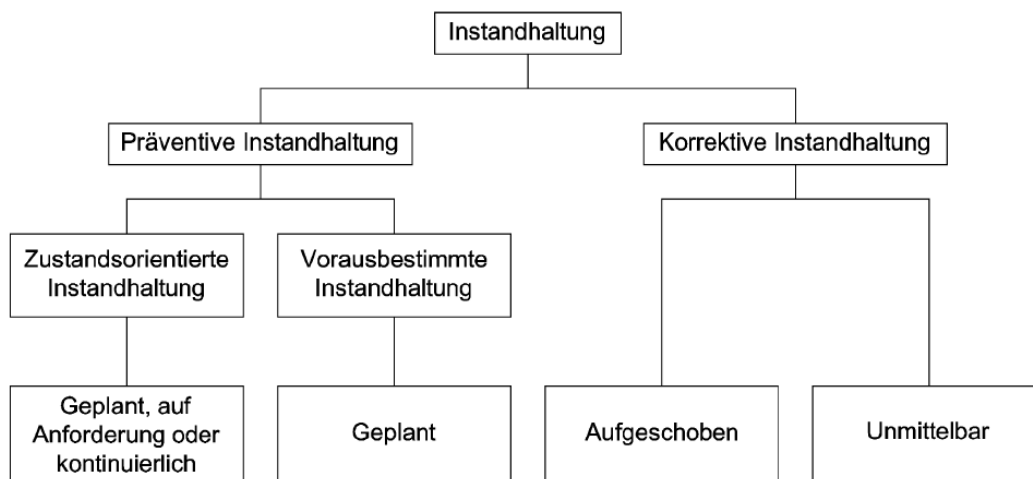 Instandhaltung
Präventive Instandhaltung
Korrektive Instandhaltung
Zustandsorientierte
Instandhaltung
Vorausbestimmte
Instandhaltung
Geplant, auf
Anforderung oder
kontinuierlich
Geplant
Aufgeschoben
Unmittelbar